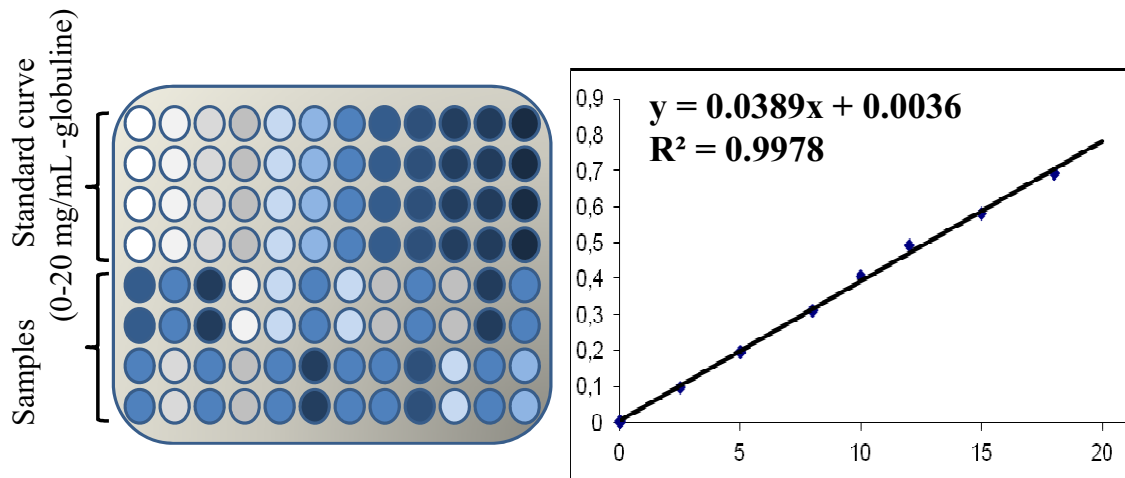 Standard curve
(0-20 mg/mL -globuline)
Samples
y = 0.0389x + 0.0036
R² = 0.9978
0,9
0,8
0,7
0,6
0,5
0,4
0,3
0,2
0,1
0
0 5 10 15 20